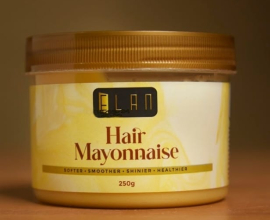 ELAN
Hair
Mayonnaise
SOFTER • SMOOTHER • SHINIER • HEALTHIER
250g